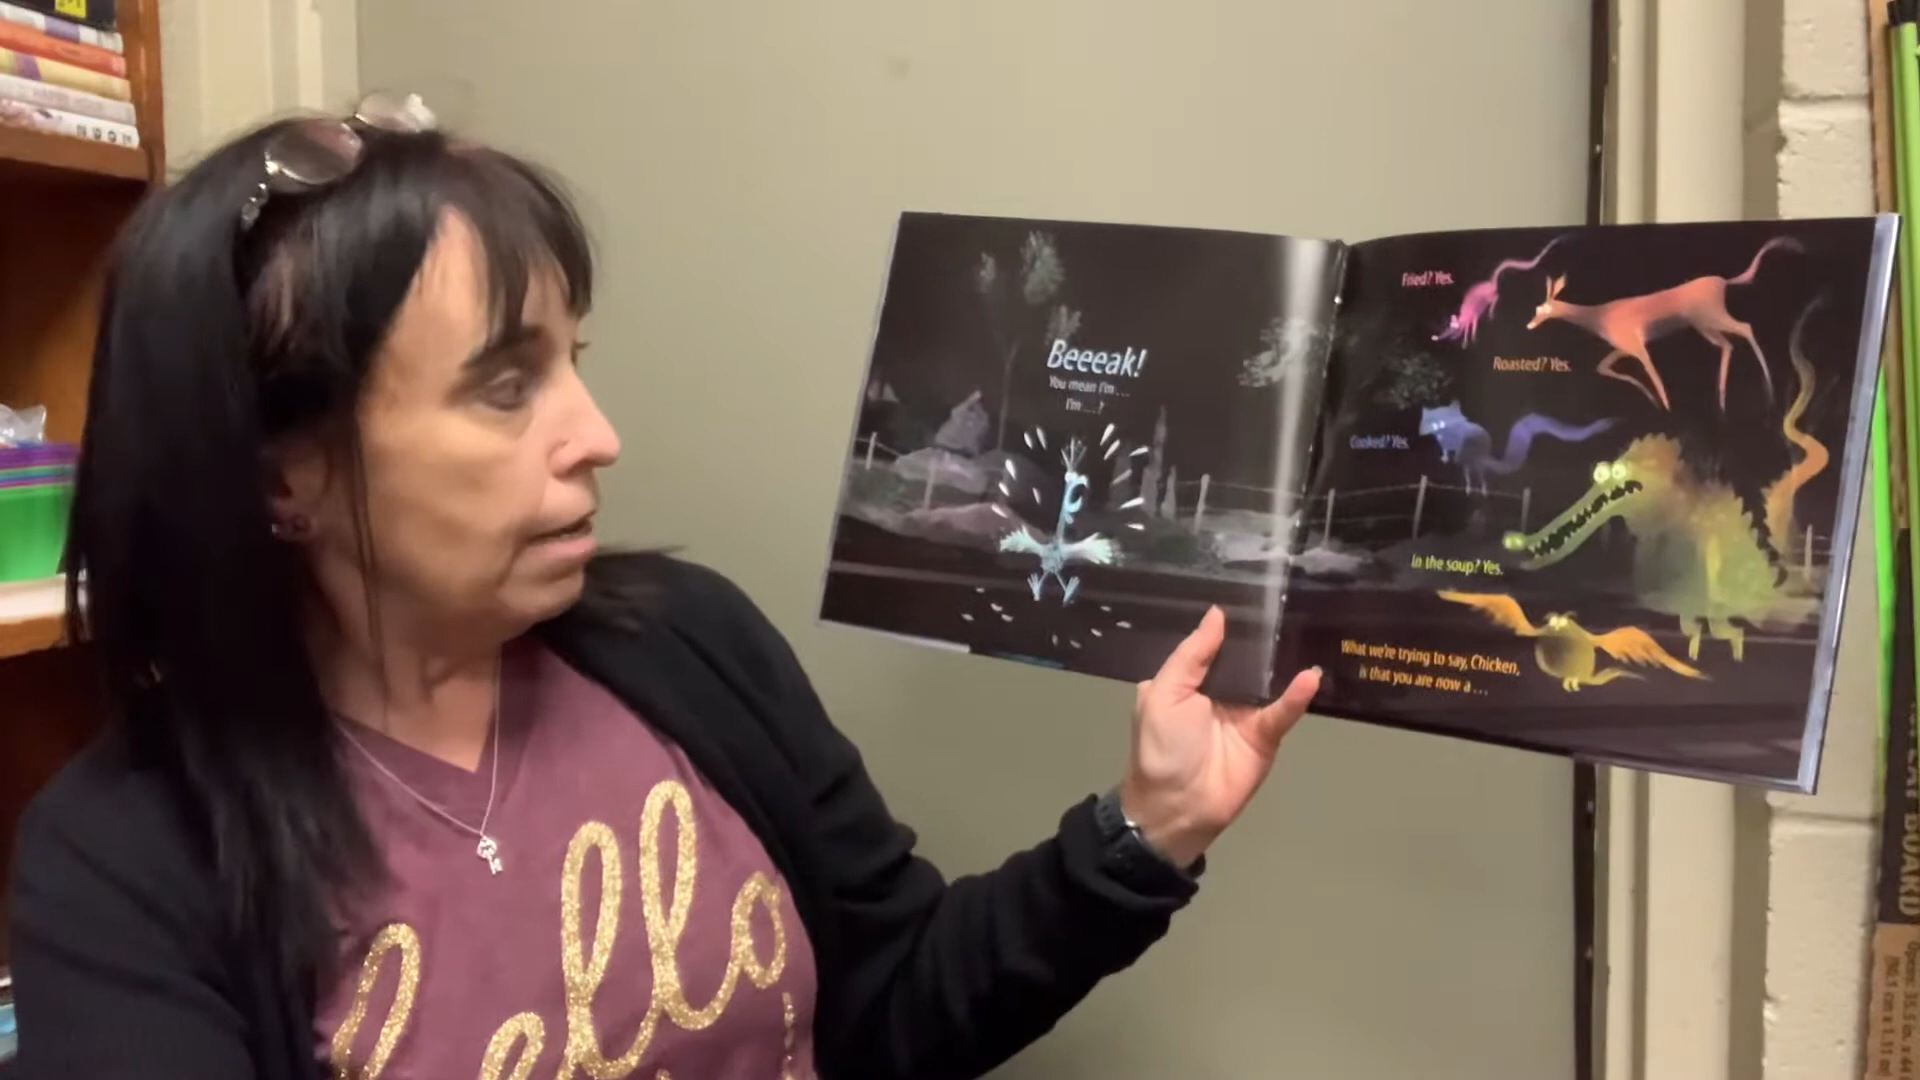 Beeeak!
You mean I'm ...
I'm ... ?
Fried? Yes.
Roasted? Yes.
Cooked? Yes.
In the soup? Yes.
What we're trying to say, Chicken,
is that you are now a ...
hello